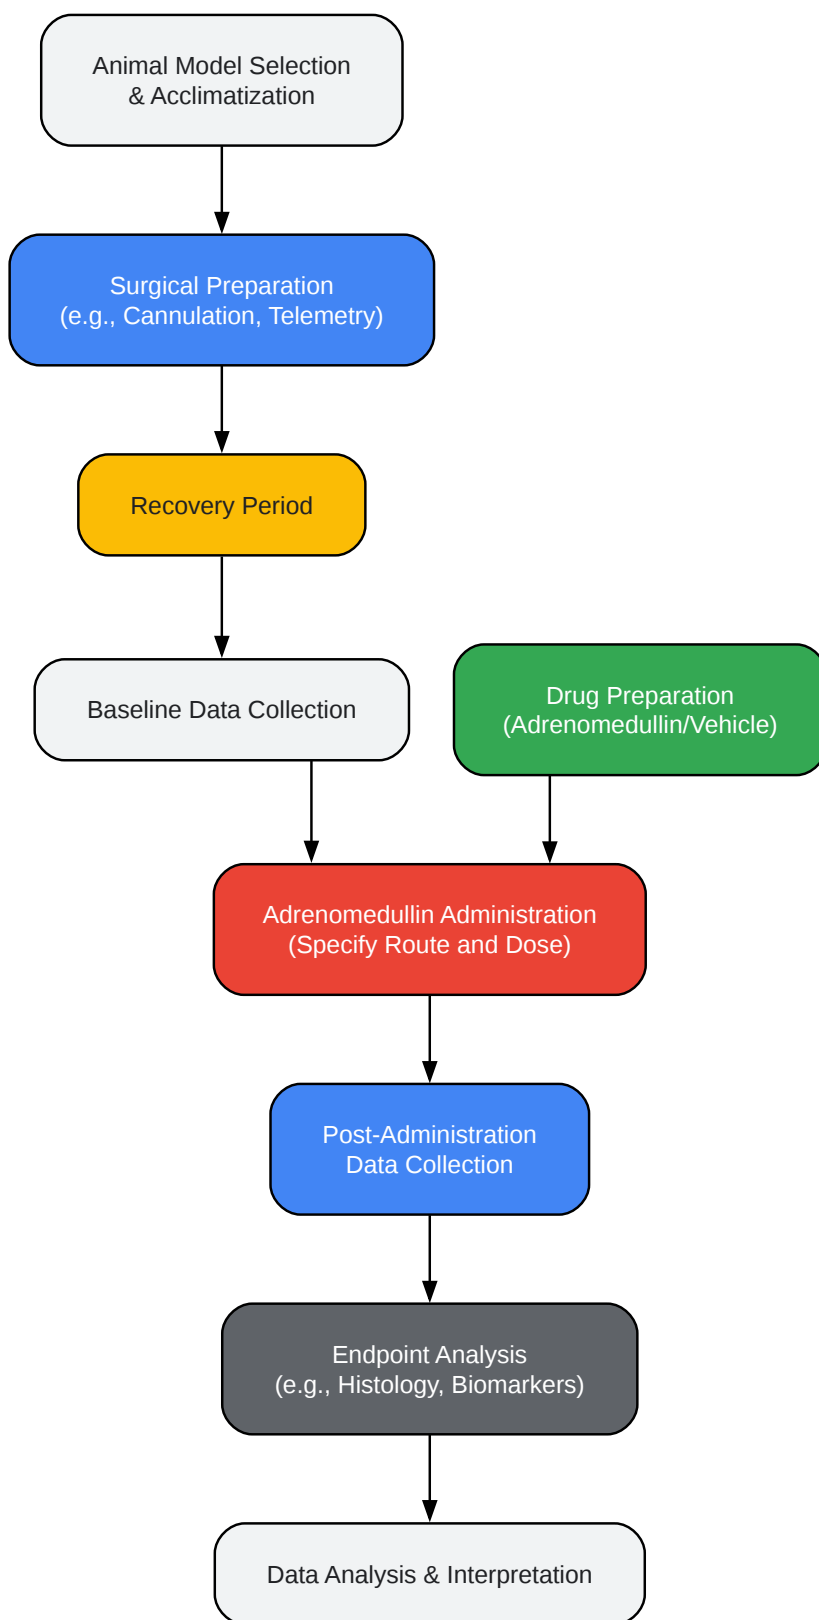 Animal Model Selection
& Acclimatization
Surgical Preparation
(e.g., Cannulation, Telemetry)
Recovery Period
Baseline Data Collection
Drug Preparation
(Adrenomedullin/Vehicle)
Adrenomedullin Administration
(Specify Route and Dose)
Post-Administration
Data Collection
Endpoint Analysis
(e.g., Histology, Biomarkers)
Data Analysis & Interpretation